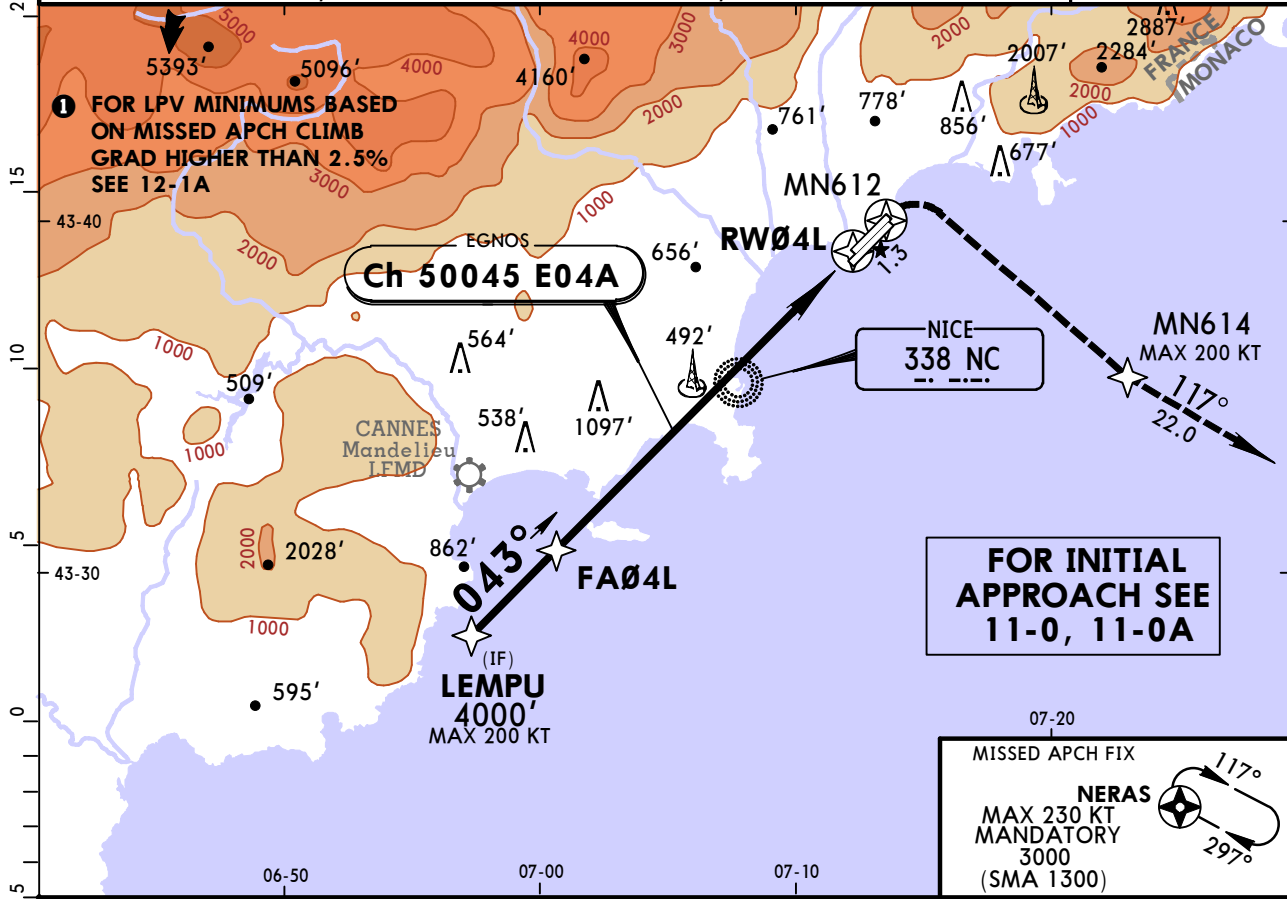 2
5000
5393'
5096'
4000
4160'
4000
3000
2000
2887'
2007'
2284'
FRANCE
MONACO
2000
1000
856'
677'
778'
761'
2000
1 FOR LPV MINIMUMS BASED
ON MISSED APCH CLIMB
GRAD HIGHER THAN 2.5%
SEE 12-1A
3000
15
43-40
2000
1000
MN612
RWØ4L
1.3
656'
EGNOS
Ch 50045 E04A
NICE
338 NC
MN614
MAX 200 KT
117°
22.0
10
1000
509'
564'
492'
538'
1097'
CANNES
Mandelieu
LFMD
1000
5
43-30
2000
2028'
862'
043°
FAØ4L
1000
595'
(IF)
LEMPU
4000'
MAX 200 KT
FOR INITIAL
APPROACH SEE
11-0, 11-0A
0
07-20
MISSED APCH FIX
NERAS
MAX 230 KT
MANDATORY
3000
(SMA 1300)
117°
297°
5
06-50
07-00
07-10